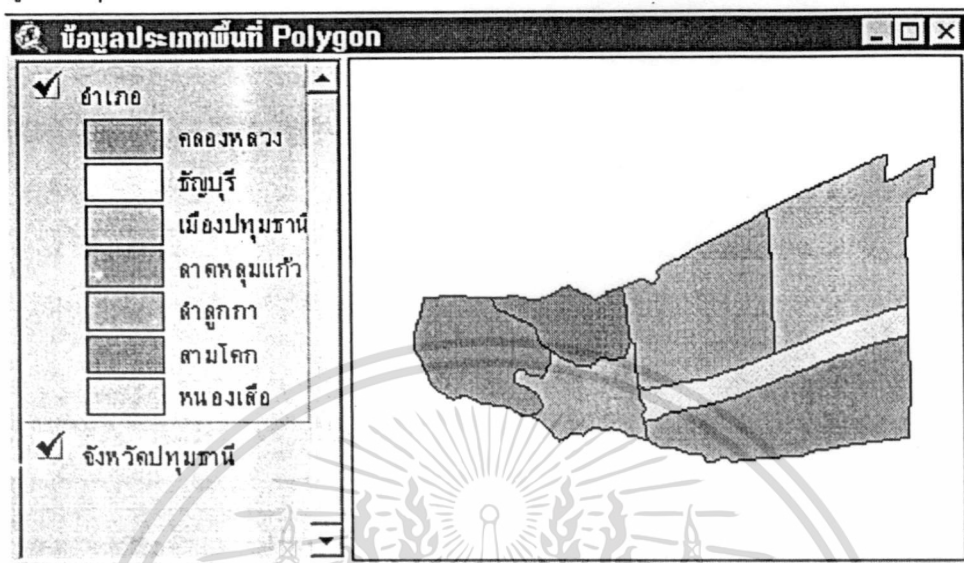 ข้อมูลประเภทพื้นที่ Polygon
อำเภอ
คลองหลวง
ธัญบุรี
เมืองปทุมธานี
ลาดหลุมแก้ว
ลำลูกกา
สามโคก
หนองเสือ
จังหวัดปทุมธานี